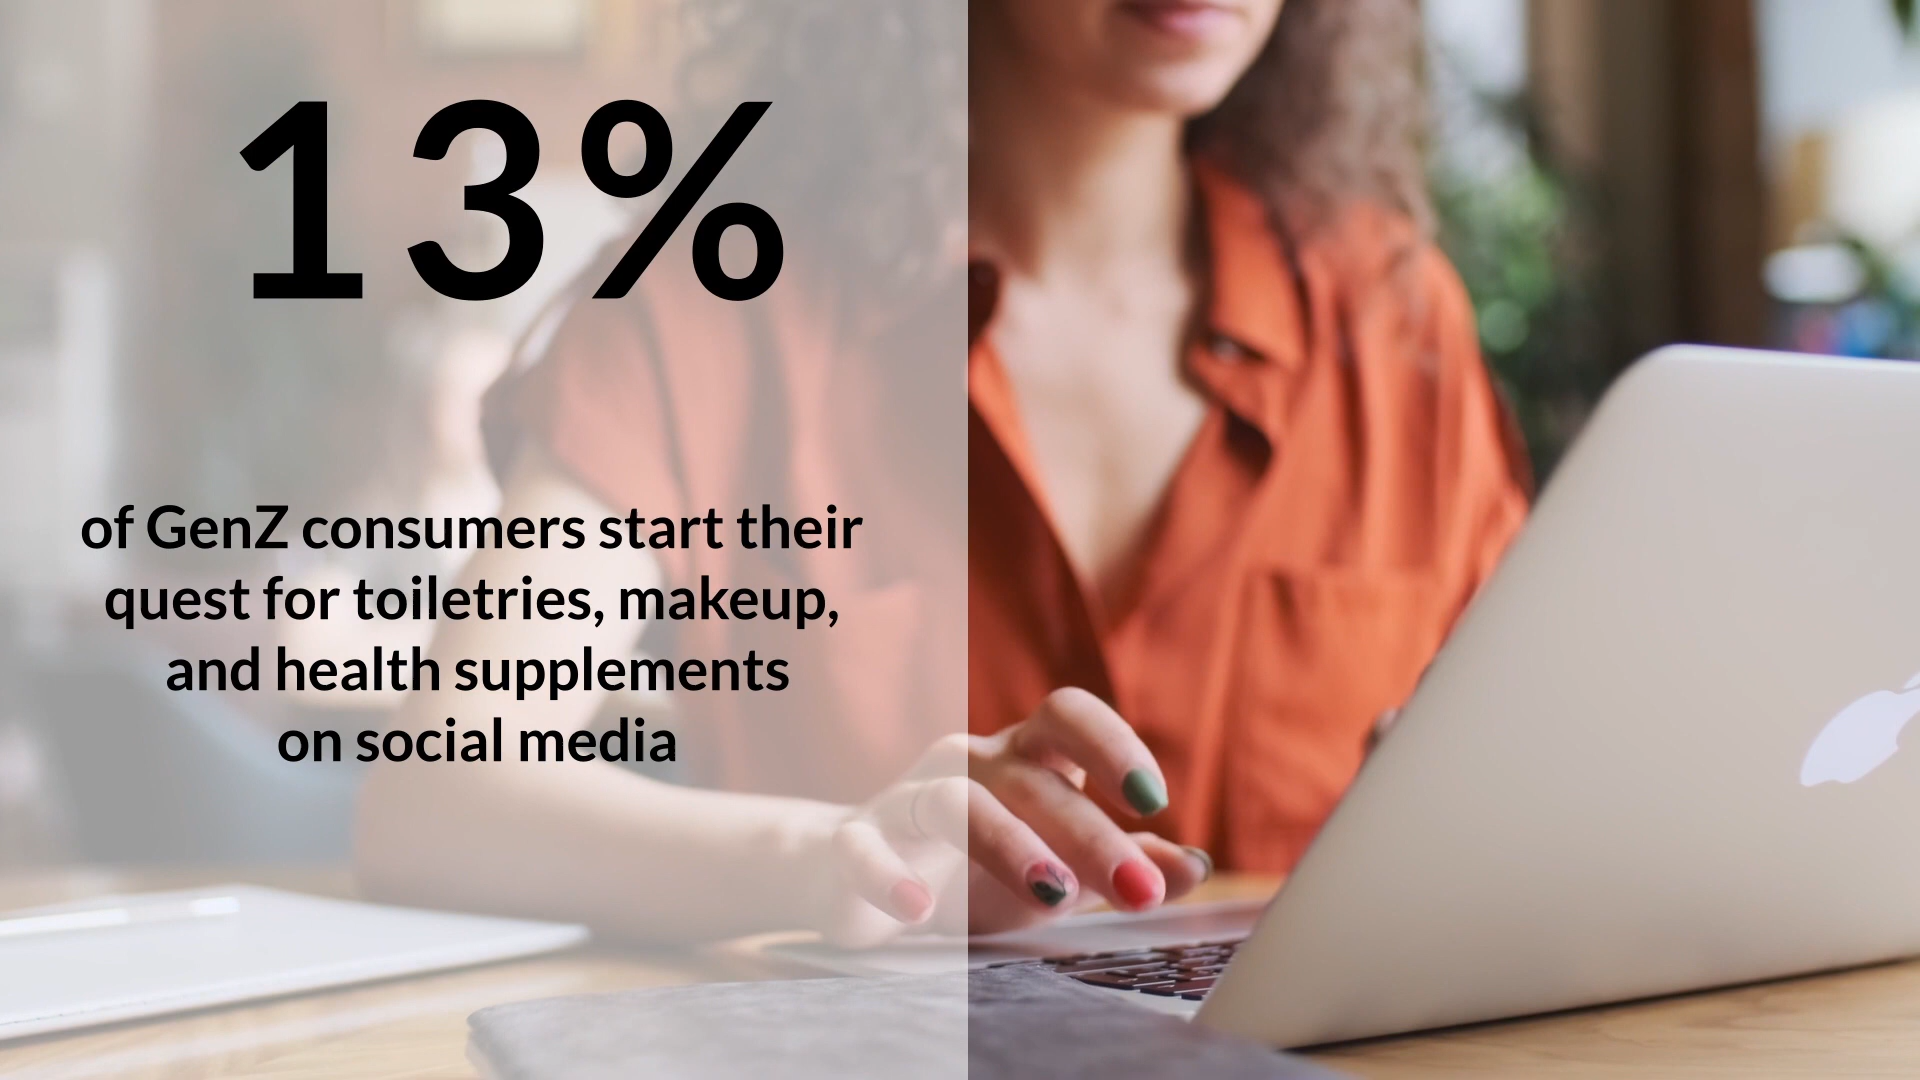 13%
of GenZ consumers start their
quest for toiletries, makeup,
and health supplements
on social media